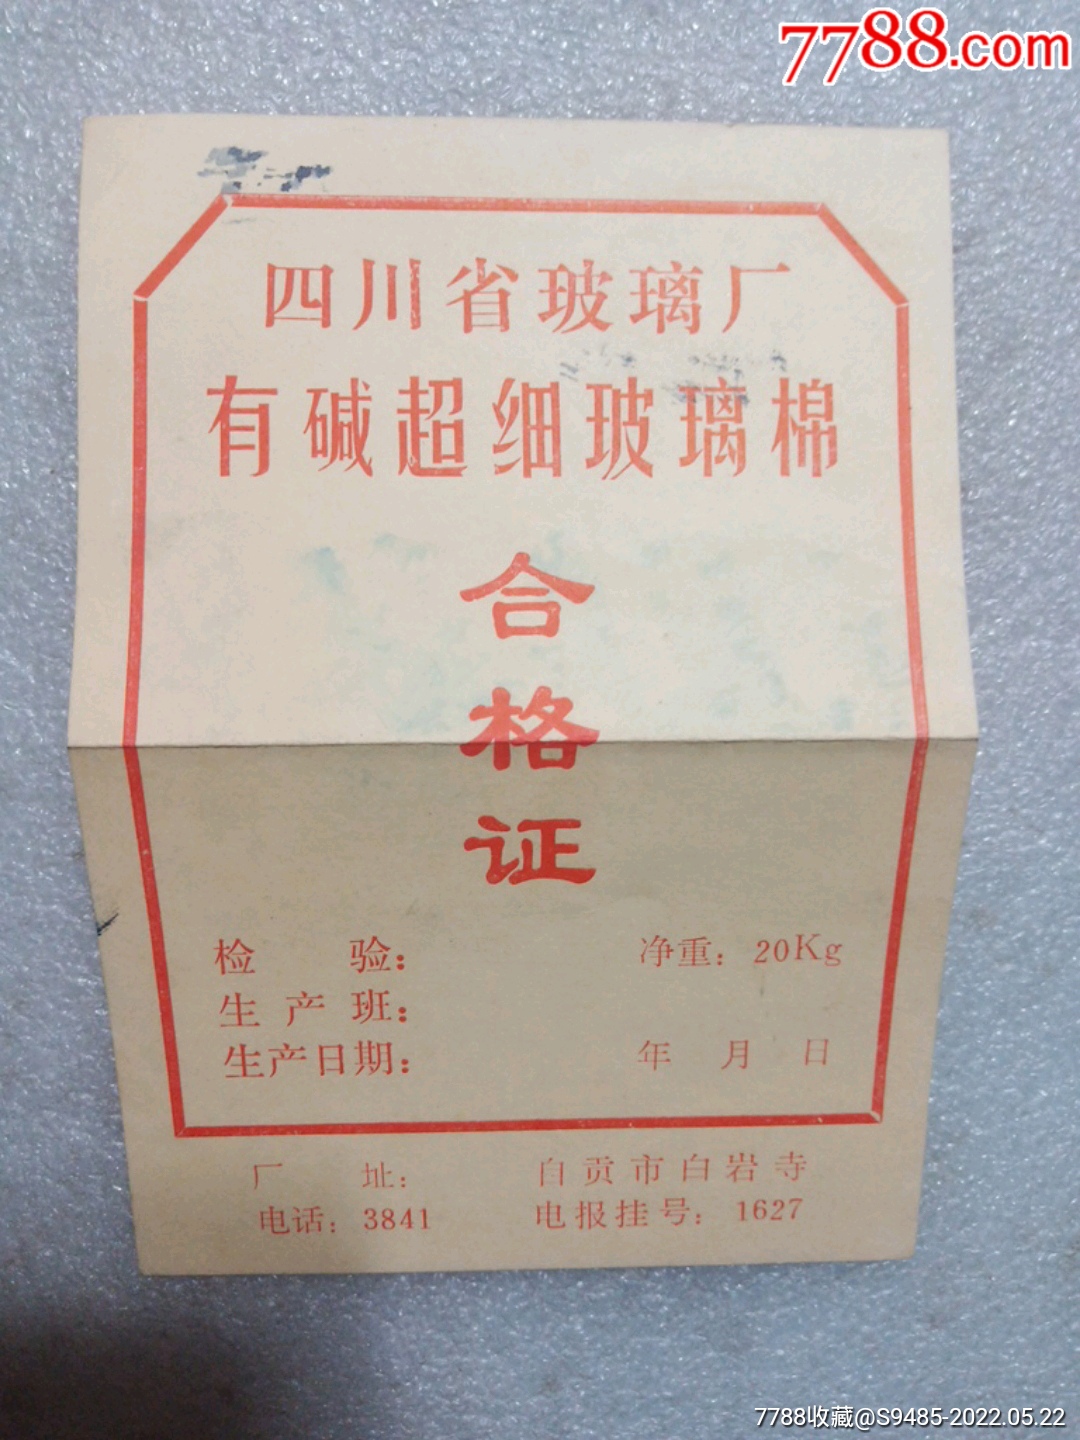 7788.com
四川省玻璃厂
有碱超细玻璃棉
合
格
证
检 验： 净重：20Kg
生产班：
生产日期： 年 月 日
厂 址： 自贡市白岩寺
电话：3841 电报挂号：1627
7788收藏@S9485-2022.05.22